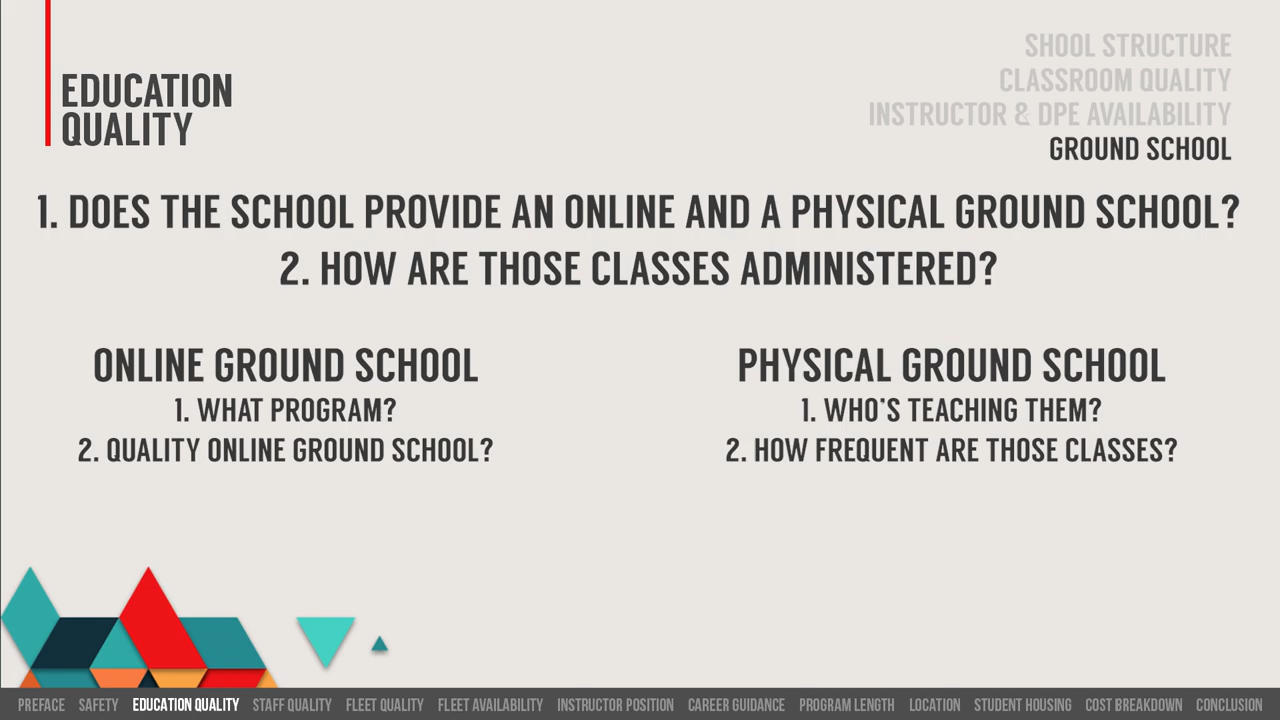 EDUCATION
QUALITY
SHOOL STRUCTURE
CLASSROOM QUALITY
INSTRUCTOR & DPE AVAILABILITY
GROUND SCHOOL
1. DOES THE SCHOOL PROVIDE AN ONLINE AND A PHYSICAL GROUND SCHOOL?
2. HOW ARE THOSE CLASSES ADMINISTERED?
ONLINE GROUND SCHOOL
1. WHAT PROGRAM?
2. QUALITY ONLINE GROUND SCHOOL?
PHYSICAL GROUND SCHOOL
1. WHO'S TEACHING THEM?
2. HOW FREQUENT ARE THOSE CLASSES?
PREFACE SAFETY EDUCATION QUALITY STAFF QUALITY FLEET QUALITY FLEET AVAILABILITY INSTRUCTOR POSITION CAREER GUIDANCE PROGRAM LENGTH LOCATION STUDENT HOUSING COST BREAKDOWN CONCLUSION